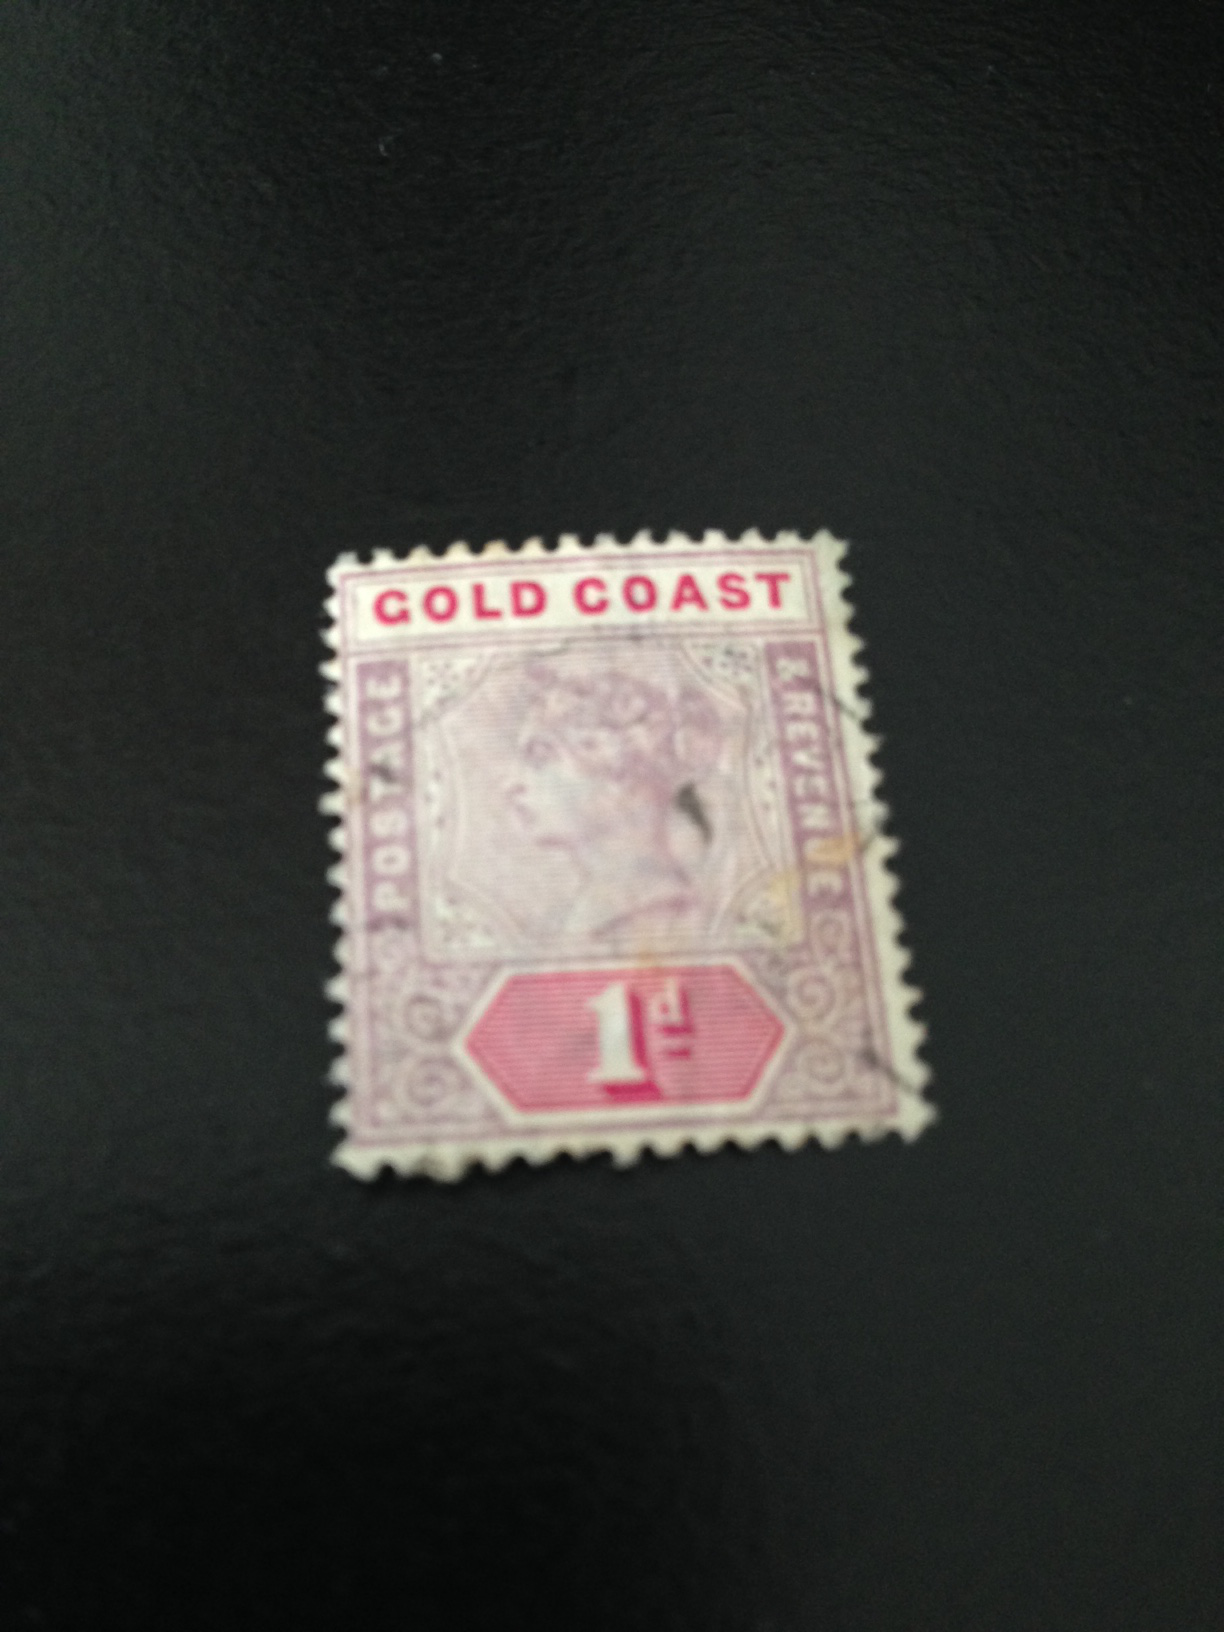 GOLD COAST
POSTAGE
& REVENUE
1d